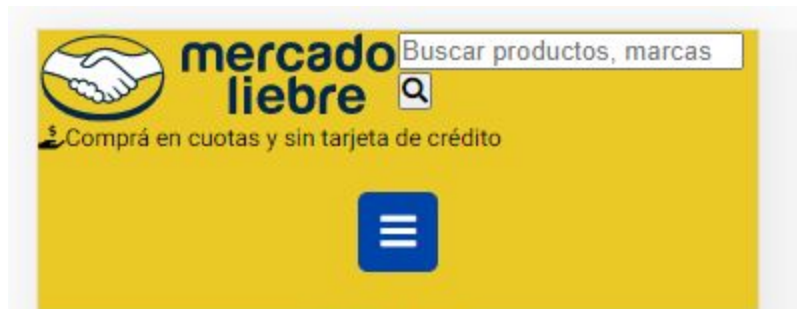 mercado
liebre
Buscar productos, marcas
Comprá en cuotas y sin tarjeta de crédito